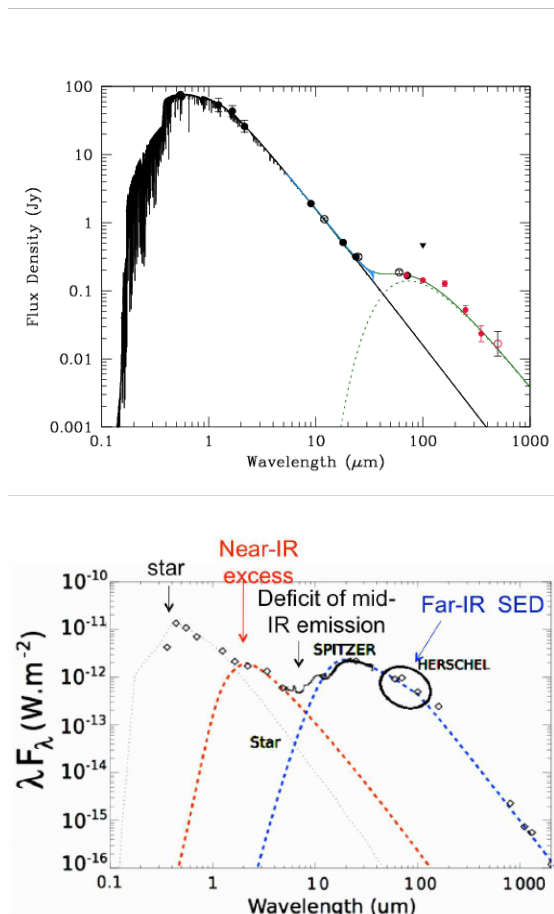 100
10
1
0.1
0.01
0.001
Flux Density (Jy)
0.1 1 10 100 1000
Wavelength (μm)
Near-IR
excess
star
Deficit of mid-
IR emission
Far-IR SED
SPITZER
HERSCHEL
Star
10⁻¹⁰
10⁻¹¹
10⁻¹²
10⁻¹³
10⁻¹⁴
10⁻¹⁵
10⁻¹⁶
λ Fλ (W.m⁻²)
0.1 1 10 100 1000
Wavelength (um)